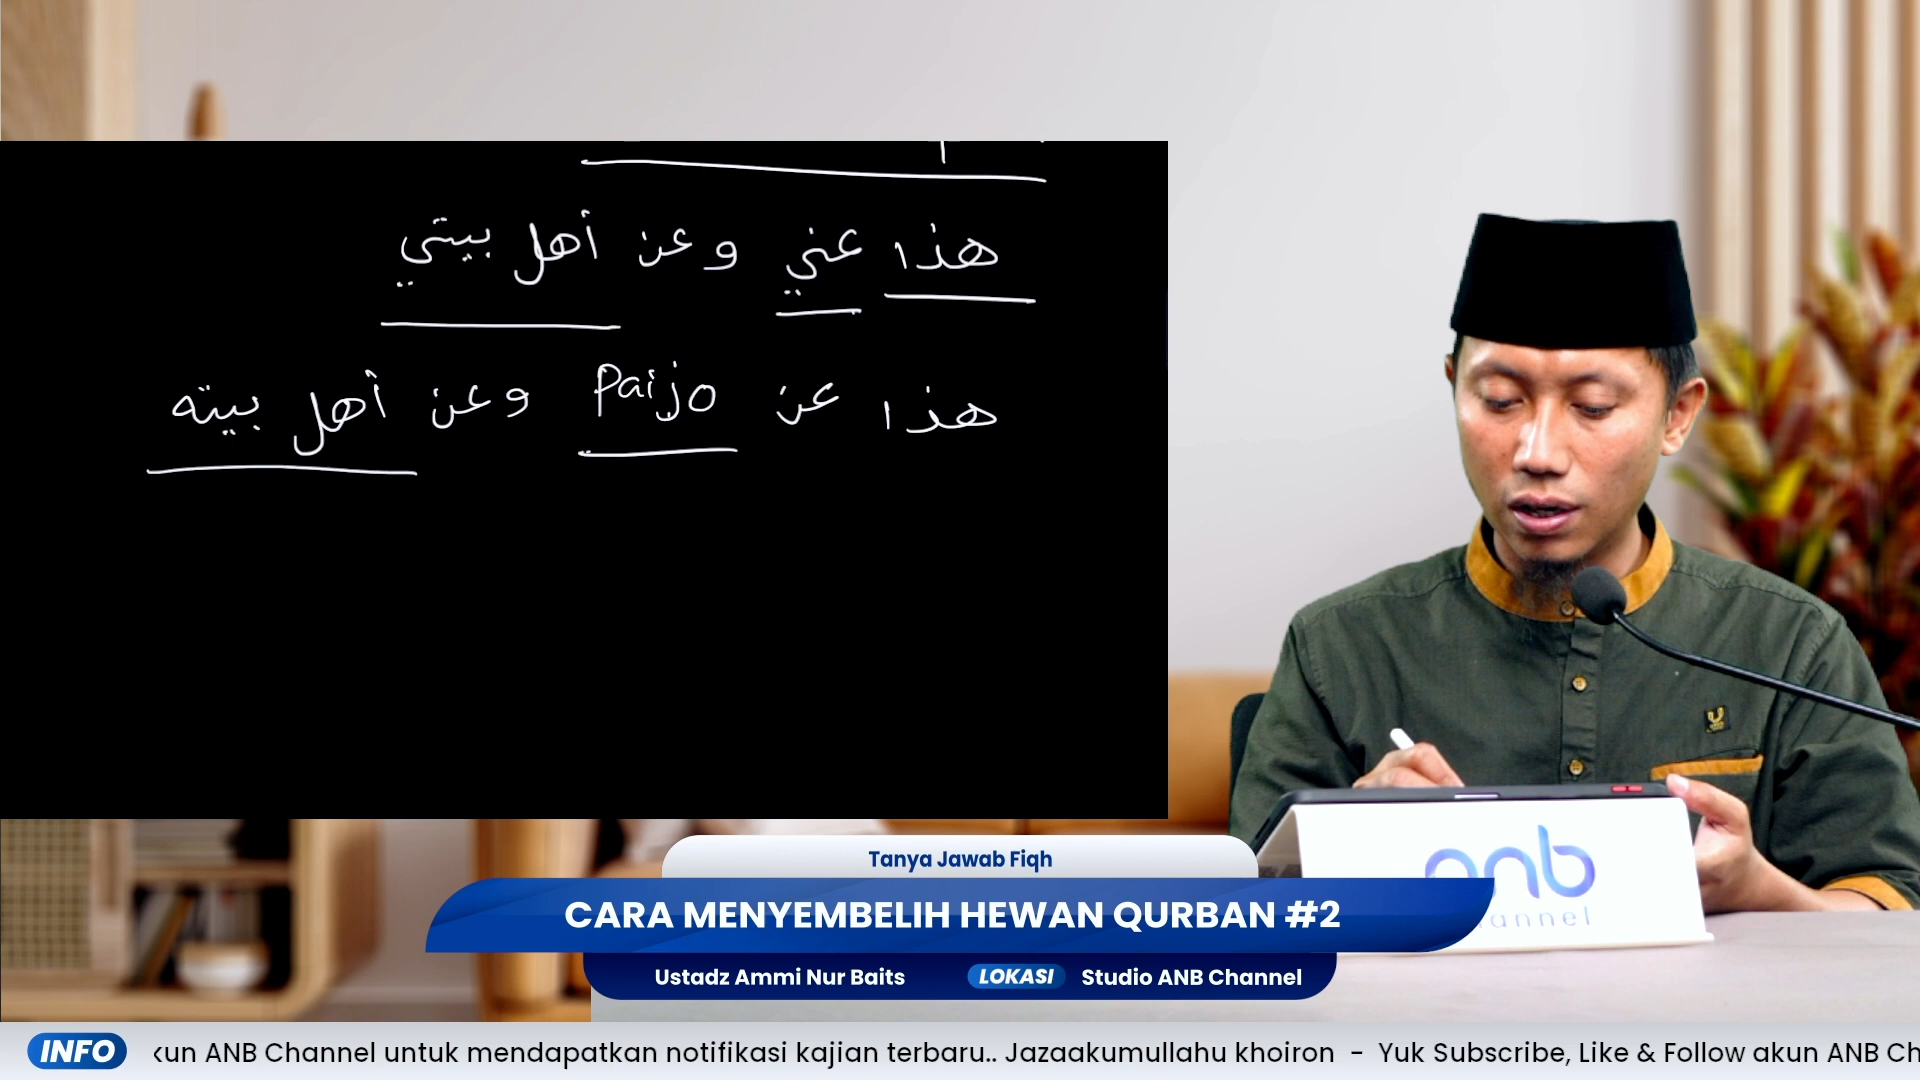 هذا عني وعن أهل بيتي
هذا عن Paijo وعن أهل بيته
anb
channel
Tanya Jawab Fiqh
CARA MENYEMBELIH HEWAN QURBAN #2
Ustadz Ammi Nur Baits LOKASI Studio ANB Channel
INFO kun ANB Channel untuk mendapatkan notifikasi kajian terbaru.. Jazaakumullahu khoiron - Yuk Subscribe, Like & Follow akun ANB Ch